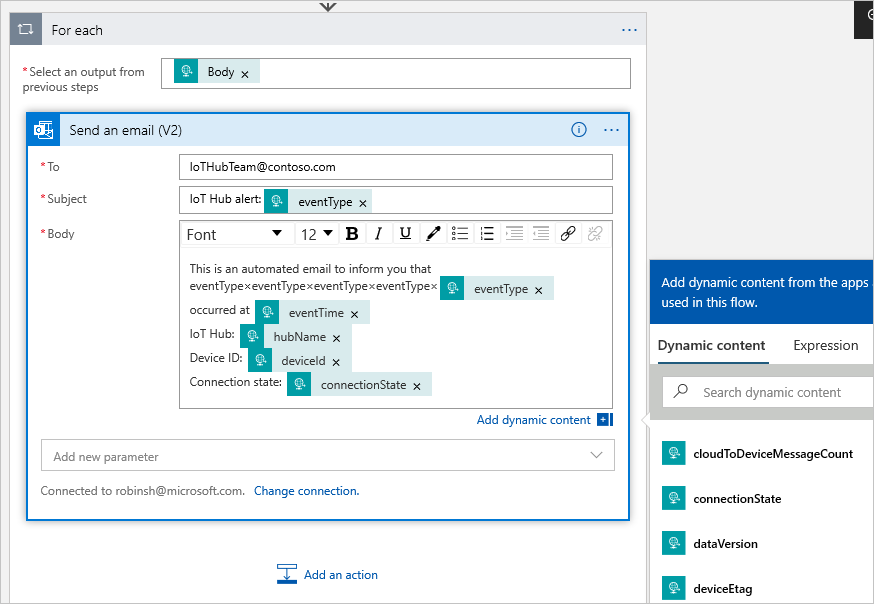 For each
...
*Select an output from
previous steps
Body ×
Send an email (V2)
...
*To
IoTHubTeam@contoso.com
*Subject
IoT Hub alert: eventType ×
*Body
Font 12 B I U
This is an automated email to inform you that
eventType×eventType×eventType×eventType× eventType ×
occurred at eventTime ×
IoT Hub: hubName ×
Device ID: deviceId ×
Connection state: connectionState ×
Add dynamic content
Add new parameter
Connected to robinsh@microsoft.com. Change connection.
Add an action
Add dynamic content from the apps
used in this flow.
Dynamic content Expression
Search dynamic content
cloudToDeviceMessageCount
connectionState
dataVersion
deviceEtag